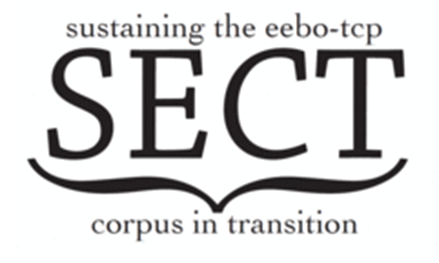 sustaining the eebo-tcp
SECT
corpus in transition